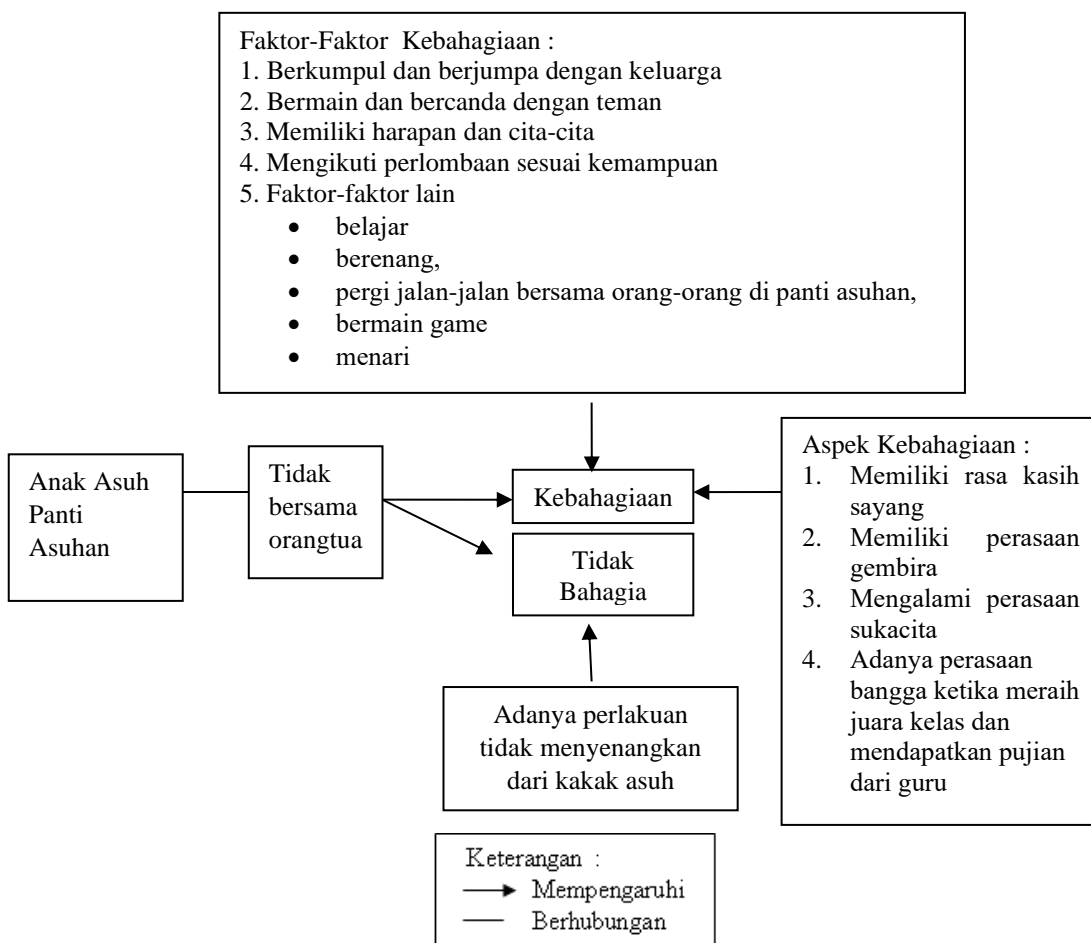 Faktor-Faktor Kebahagiaan :
1. Berkumpul dan berjumpa dengan keluarga
2. Bermain dan bercanda dengan teman
3. Memiliki harapan dan cita-cita
4. Mengikuti perlombaan sesuai kemampuan
5. Faktor-faktor lain
• belajar
• berenang,
• pergi jalan-jalan bersama orang-orang di panti asuhan,
• bermain game
• menari
Anak Asuh
Panti
Asuhan
Tidak
bersama
orangtua
Kebahagiaan
Tidak
Bahagia
Aspek Kebahagiaan :
1. Memiliki rasa kasih
sayang
2. Memiliki perasaan
gembira
3. Mengalami perasaan
sukacita
4. Adanya perasaan
bangga ketika meraih
juara kelas dan
mendapatkan pujian
dari guru
Adanya perlakuan
tidak menyenangkan
dari kakak asuh
Keterangan :
Mempengaruhi
Berhubungan